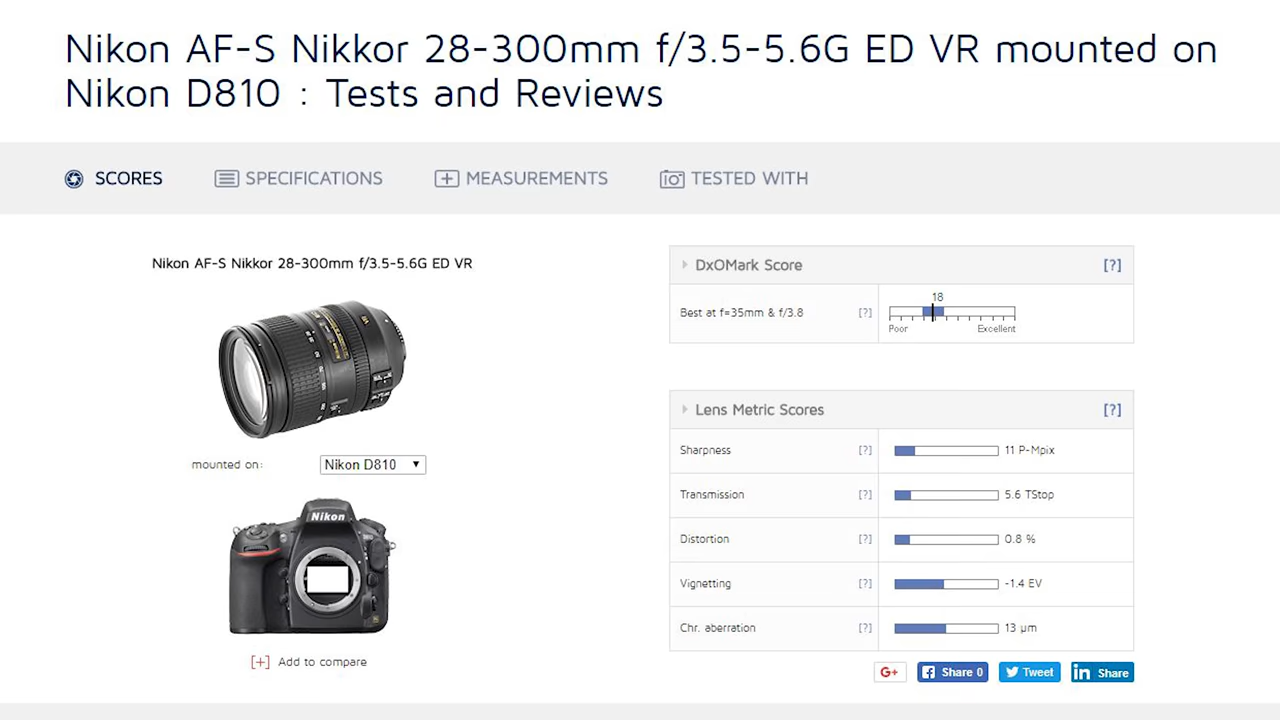 Nikon AF-S Nikkor 28-300mm f/3.5-5.6G ED VR mounted on
Nikon D810 : Tests and Reviews
SCORES
SPECIFICATIONS
MEASUREMENTS
TESTED WITH
Nikon AF-S Nikkor 28-300mm f/3.5-5.6G ED VR
mounted on:
Nikon D810
Nikon
[+] Add to compare
DxOMark Score [?]
Best at f=35mm & f/3.8 [?]
18
Poor Excellent
Lens Metric Scores [?]
Sharpness [?] 11 P-Mpix
Transmission [?] 5.6 TStop
Distortion [?] 0.8 %
Vignetting [?] -1.4 EV
Chr. aberration [?] 13 μm
G+
f Share 0
Tweet
in Share